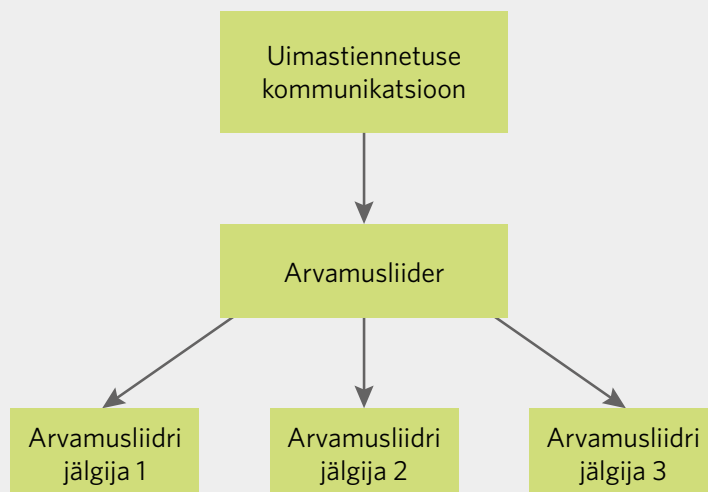 Uimastiennetuse
kommunikatsioon
Arvamusliider
Arvamusliidri
jälgija 1
Arvamusliidri
jälgija 2
Arvamusliidri
jälgija 3